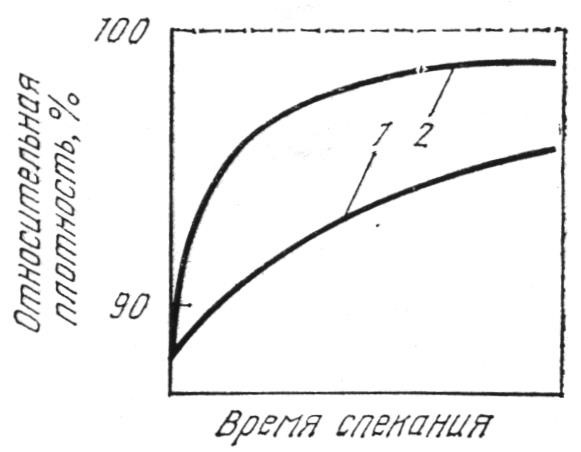 100
Относительная
плотность, %
1 2
90
Время спекания